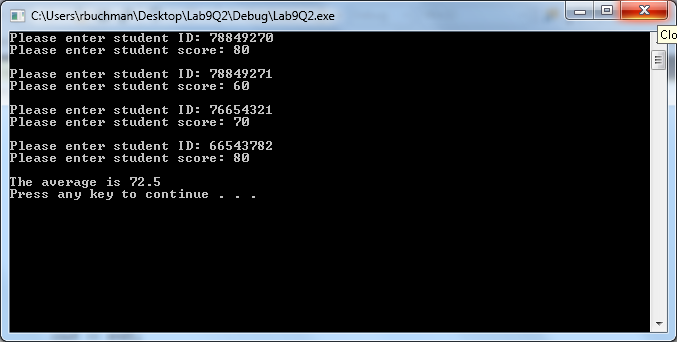 C:\Users\rbuchman\Desktop\Lab9Q2\Debug\Lab9Q2.exe
Clo
Please enter student ID: 78849270
Please enter student score: 80
Please enter student ID: 78849271
Please enter student score: 60
Please enter student ID: 76654321
Please enter student score: 70
Please enter student ID: 66543782
Please enter student score: 80
The average is 72.5
Press any key to continue . . .